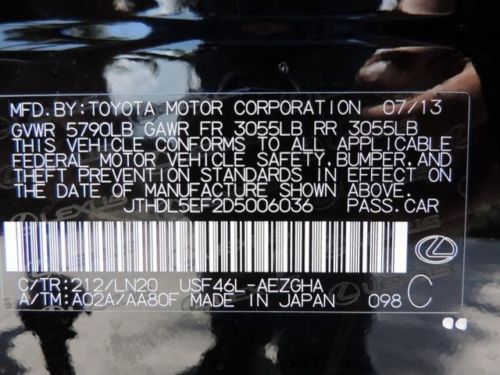 MFD.BY:TOYOTA MOTOR CORPORATION 07/13
GVWR 5790LB GAWR FR 3055LB RR 3055LB
THIS VEHICLE CONFORMS TO ALL APPLICABLE
FEDERAL MOTOR VEHICLE SAFETY,BUMPER,AND
THEFT PREVENTION STANDARDS IN EFFECT ON
THE DATE OF MANUFACTURE SHOWN ABOVE.
JTHDL5EF2D5006036 PASS.CAR
C/TR:212/LN20 USF46L-AEZGHA
A/TM:A02A/AA80F MADE IN JAPAN 098 C